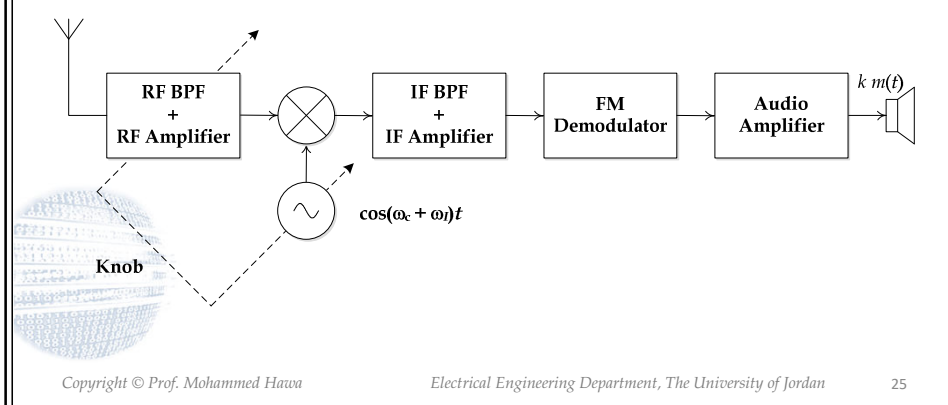 RF BPF
+
RF Amplifier
IF BPF
+
IF Amplifier
FM
Demodulator
Audio
Amplifier
k m(t)
cos(ωc + ωI)t
Knob
Copyright © Prof. Mohammed Hawa
Electrical Engineering Department, The University of Jordan
25